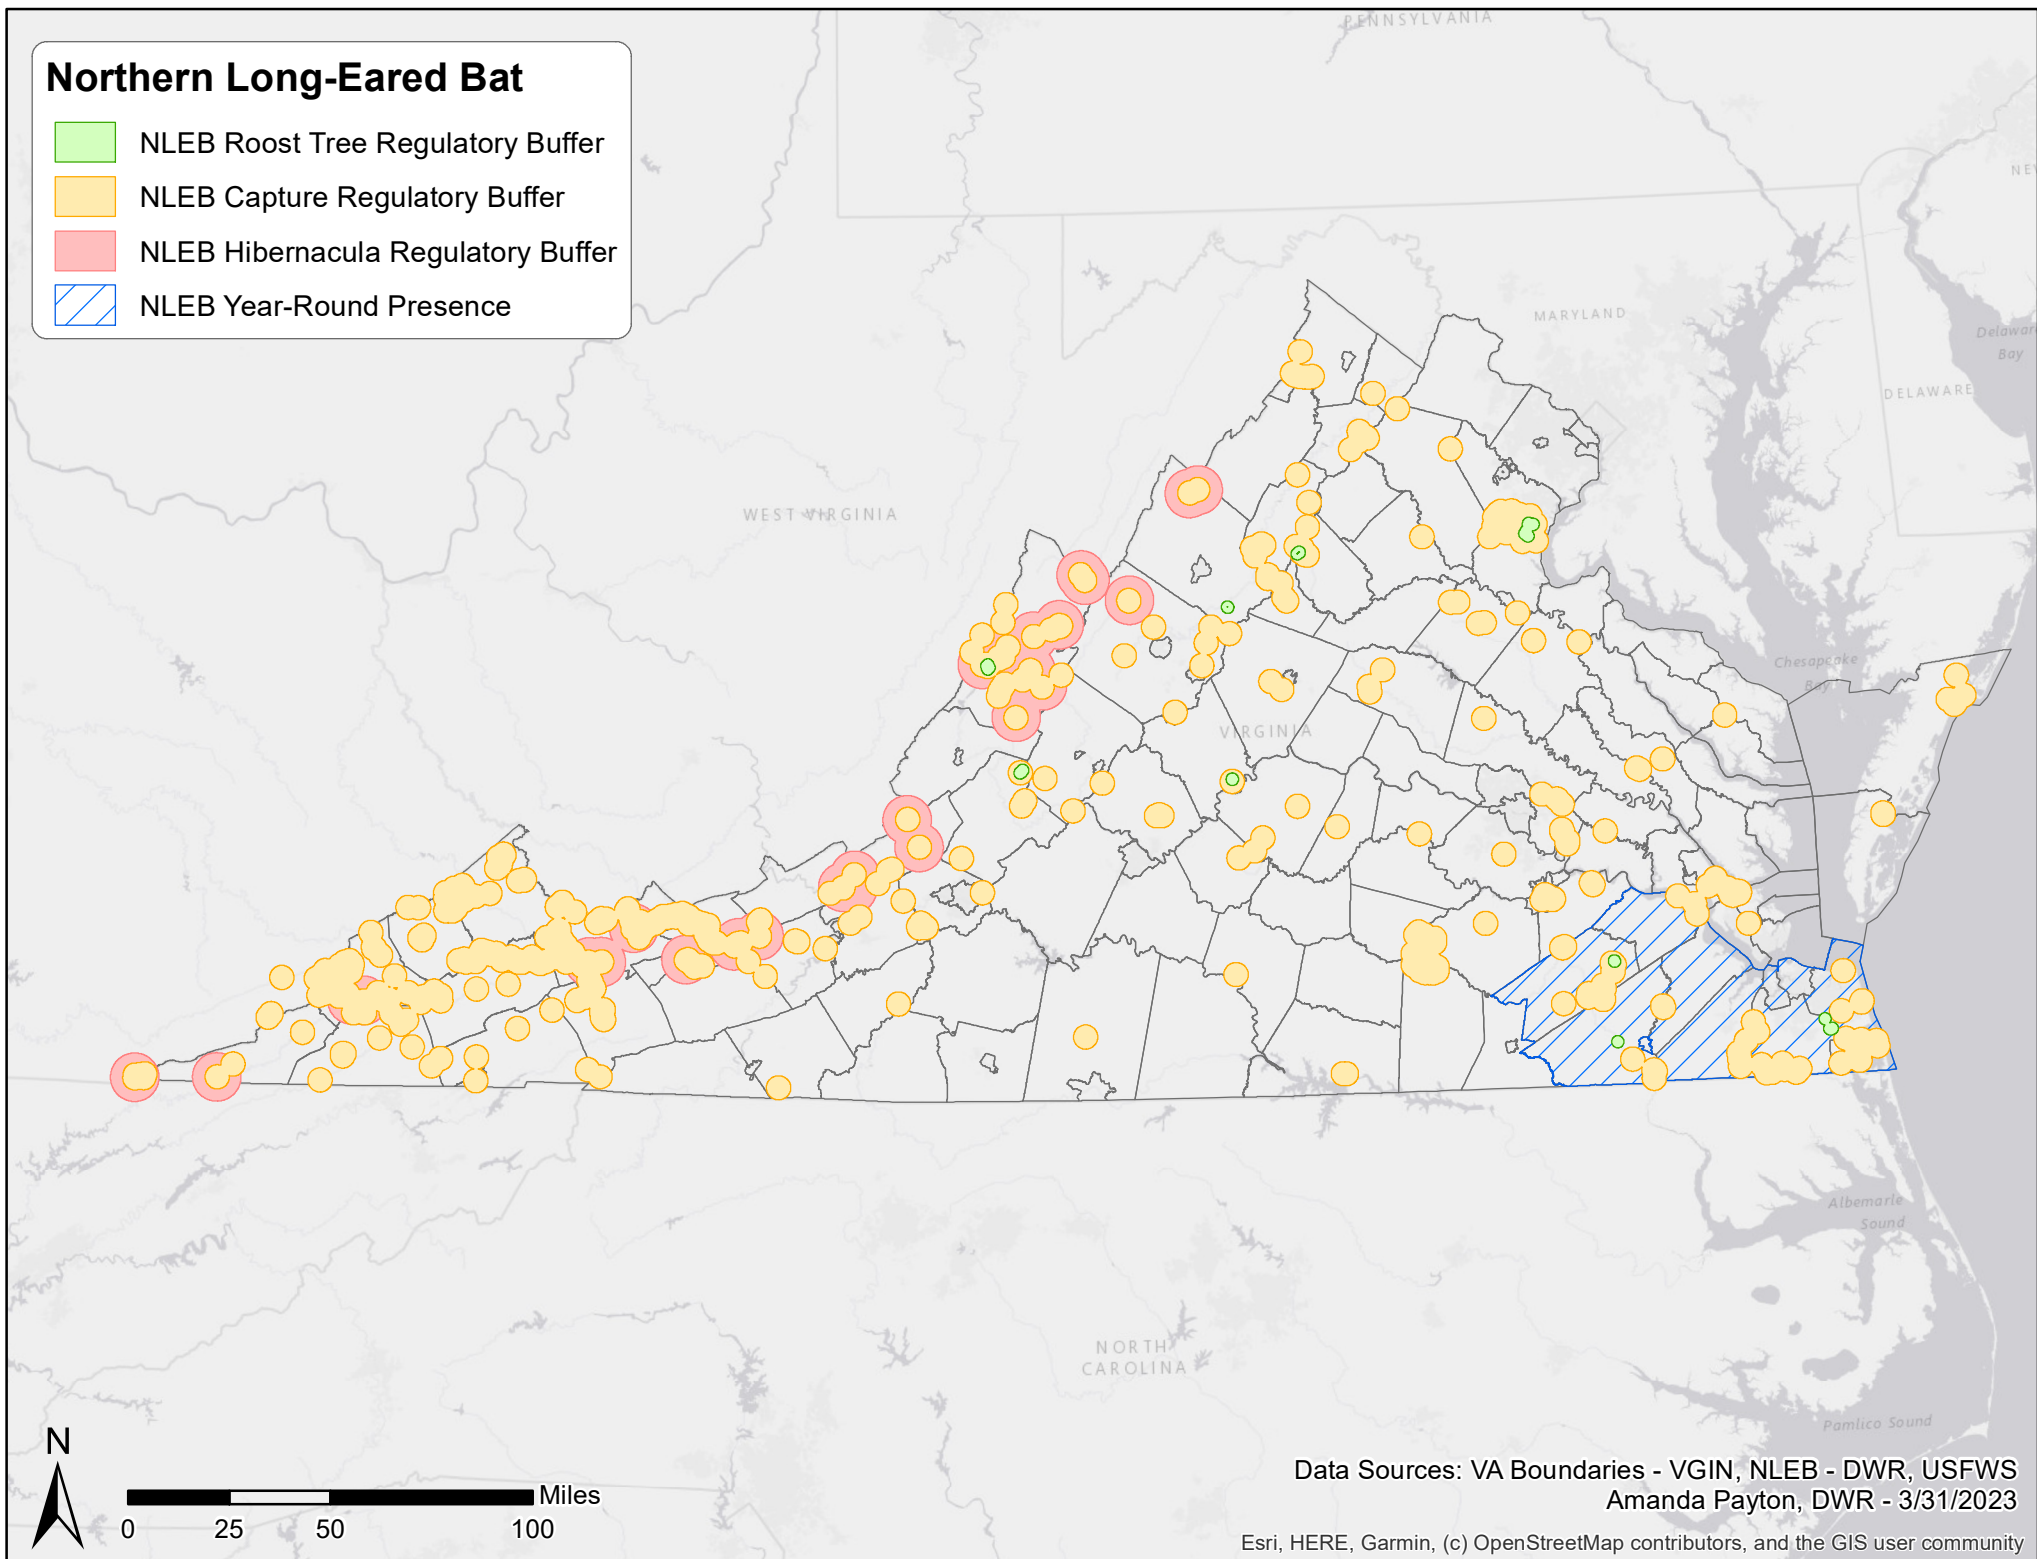 PENNSYLVANIA
Northern Long-Eared Bat
NLEB Roost Tree Regulatory Buffer
NLEB Capture Regulatory Buffer
NLEB Hibernacula Regulatory Buffer
NLEB Year-Round Presence
MARYLAND
Delaware
Bay
DELAWARE
WEST VIRGINIA
Chesapeake
Bay
VIRGINIA
Albemarle
Sound
NORTH
CAROLINA
Pamlico Sound
N
Miles
0 25 50 100
Data Sources: VA Boundaries - VGIN, NLEB - DWR, USFWS
Amanda Payton, DWR - 3/31/2023
Esri, HERE, Garmin, (c) OpenStreetMap contributors, and the GIS user community